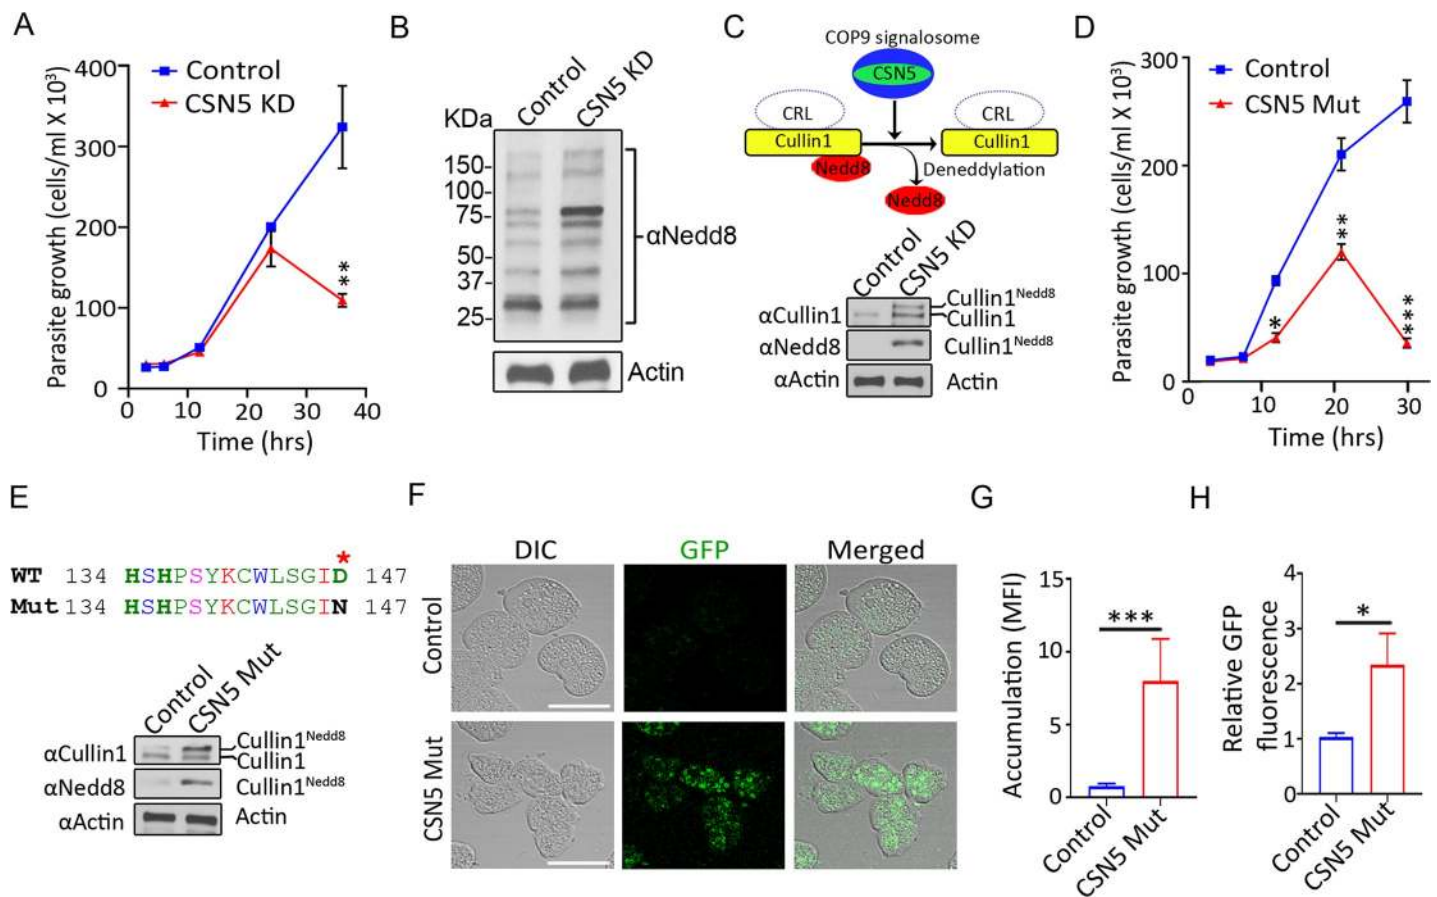 A
Control
CSN5 KD
Parasite growth (cells/ml X 10³)
400
300
200
100
0
0 10 20 30 40
Time (hrs)
**
B
Control
CSN5 KD
KDa
150
100
75
50
37
25
αNedd8
Actin
C
COP9 signalosome
CSN5
CRL
Cullin1
Nedd8
CRL
Cullin1
Deneddylation
Nedd8
Control
CSN5 KD
αCullin1
Cullin1ᴺᵉᵈᵈ⁸
Cullin1
αNedd8 Cullin1ᴺᵉᵈᵈ⁸
αActin Actin
D
Control
CSN5 Mut
Parasite growth (cells/ml X 10³)
300
200
100
0
0 10 20 30
Time (hrs)
*
**
***
E
*
WT 134 HSHPSYKCWLSGID 147
Mut 134 HSHPSYKCWLSGIN 147
Control
CSN5 Mut
αCullin1
Cullin1ᴺᵉᵈᵈ⁸
Cullin1
αNedd8 Cullin1ᴺᵉᵈᵈ⁸
αActin Actin
F
DIC GFP Merged
Control
CSN5 Mut
G
Accumulation (MFI)
15
10
5
0
***
Control
CSN5 Mut
H
Relative GFP
fluorescence
4
3
2
1
0
*
Control
CSN5 Mut